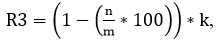 R3 = (1 − (n/m * 100)) * k,